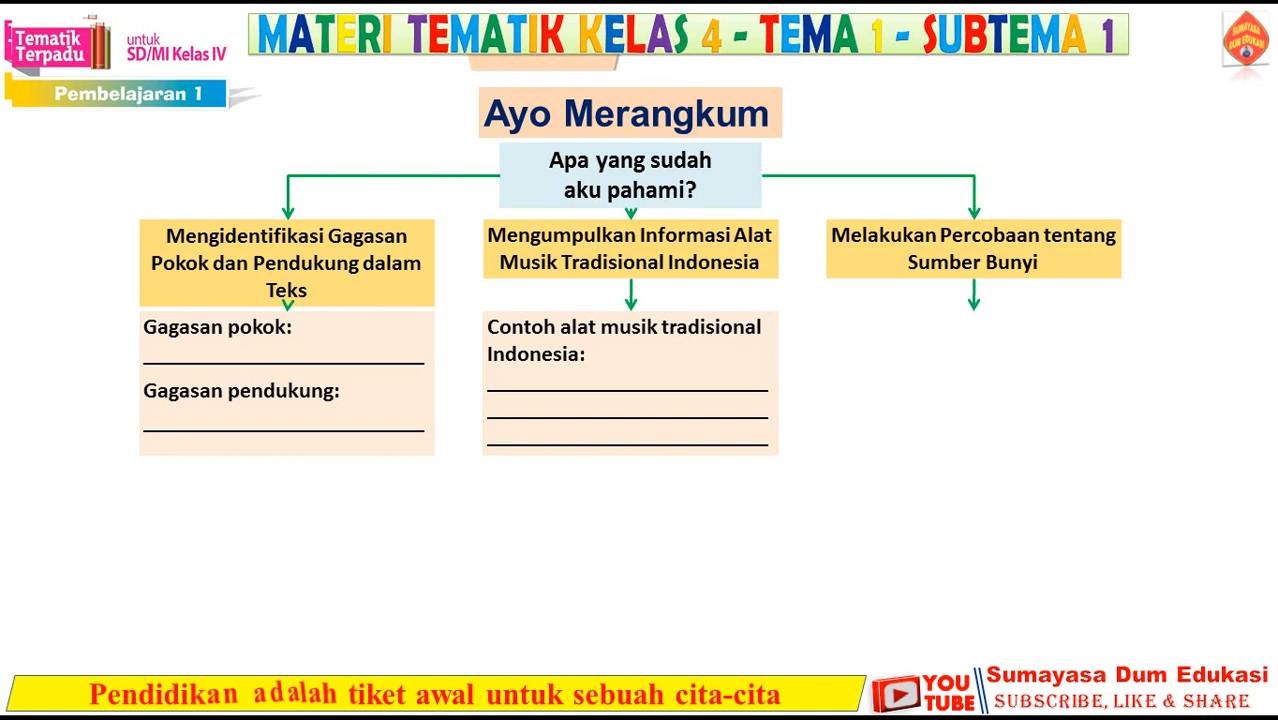 Tematik
Terpadu
untuk
SD/MI Kelas IV
MATERI TEMATIK KELAS 4 - TEMA 1 - SUBTEMA 1
SUMAYASA
DUM EDUKASI
Pembelajaran 1
Ayo Merangkum
Apa yang sudah
aku pahami?
Mengidentifikasi Gagasan
Pokok dan Pendukung dalam
Teks
Gagasan pokok:
Gagasan pendukung:
Mengumpulkan Informasi Alat
Musik Tradisional Indonesia
Contoh alat musik tradisional
Indonesia:
Melakukan Percobaan tentang
Sumber Bunyi
Pendidikan adalah tiket awal untuk sebuah cita-cita
YOU
TUBE
Sumayasa Dum Edukasi
SUBSCRIBE, LIKE & SHARE